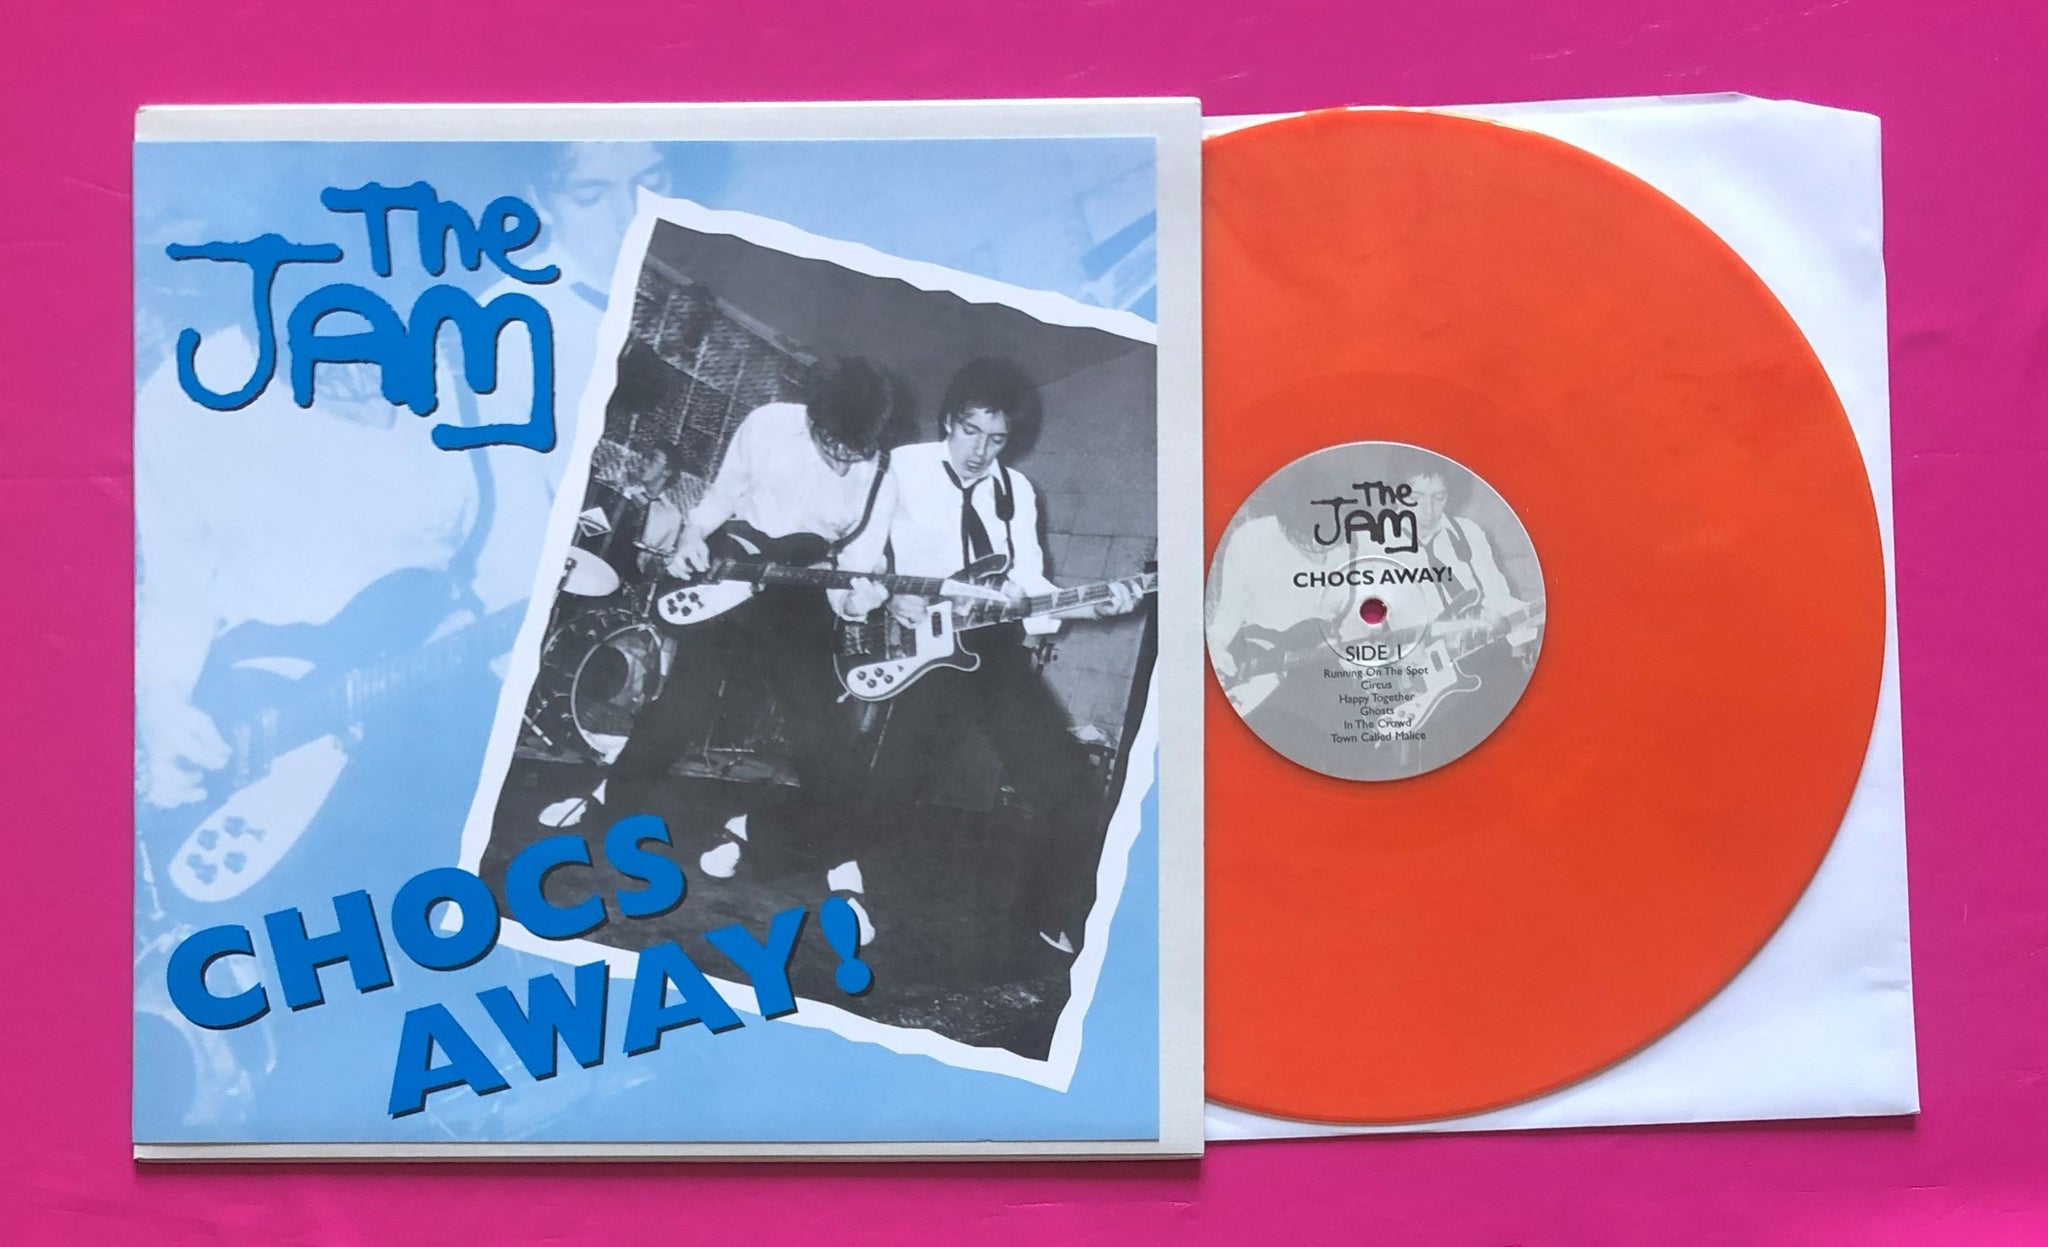 The
JAM
CHOCS
AWAY!
The
JAM
CHOCS AWAY!
SIDE 1
Running On The Spot
Circus
Happy Together
Ghosts
In The Crowd
Town Called Malice